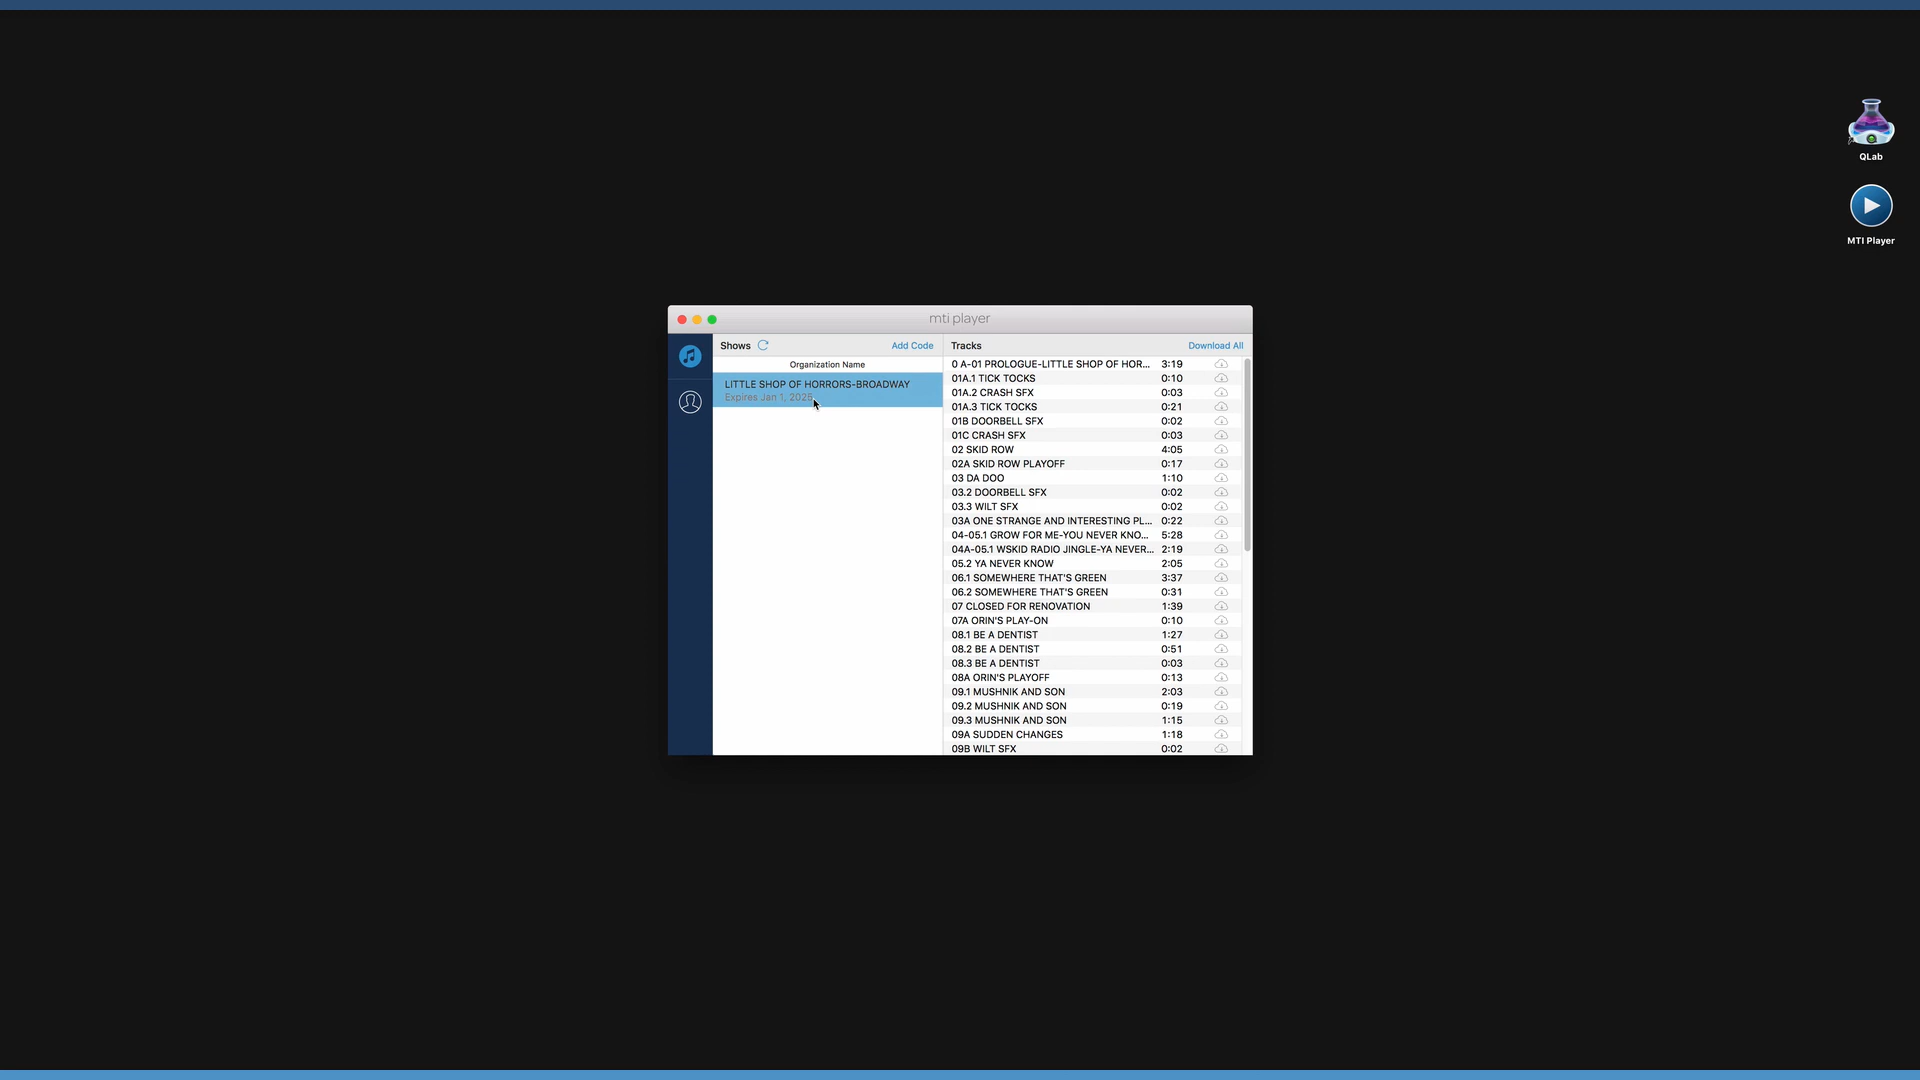 QLab
MTI Player
mti player
Shows
Add Code
Tracks
Download All
Organization Name
LITTLE SHOP OF HORRORS-BROADWAY
Expires Jan 1, 2025
0 A-01 PROLOGUE-LITTLE SHOP OF HOR... 3:19
01A.1 TICK TOCKS 0:10
01A.2 CRASH SFX 0:03
01A.3 TICK TOCKS 0:21
01B DOORBELL SFX 0:02
01C CRASH SFX 0:03
02 SKID ROW 4:05
02A SKID ROW PLAYOFF 0:17
03 DA DOO 1:10
03.2 DOORBELL SFX 0:02
03.3 WILT SFX 0:02
03A ONE STRANGE AND INTERESTING PL... 0:22
04-05.1 GROW FOR ME-YOU NEVER KNO... 5:28
04A-05.1 WSKID RADIO JINGLE-YA NEVER... 2:19
05.2 YA NEVER KNOW 2:05
06.1 SOMEWHERE THAT'S GREEN 3:37
06.2 SOMEWHERE THAT'S GREEN 0:31
07 CLOSED FOR RENOVATION 1:39
07A ORIN'S PLAY-ON 0:10
08.1 BE A DENTIST 1:27
08.2 BE A DENTIST 0:51
08.3 BE A DENTIST 0:03
08A ORIN'S PLAYOFF 0:13
09.1 MUSHNIK AND SON 2:03
09.2 MUSHNIK AND SON 0:19
09.3 MUSHNIK AND SON 1:15
09A SUDDEN CHANGES 1:18
09B WILT SFX 0:02